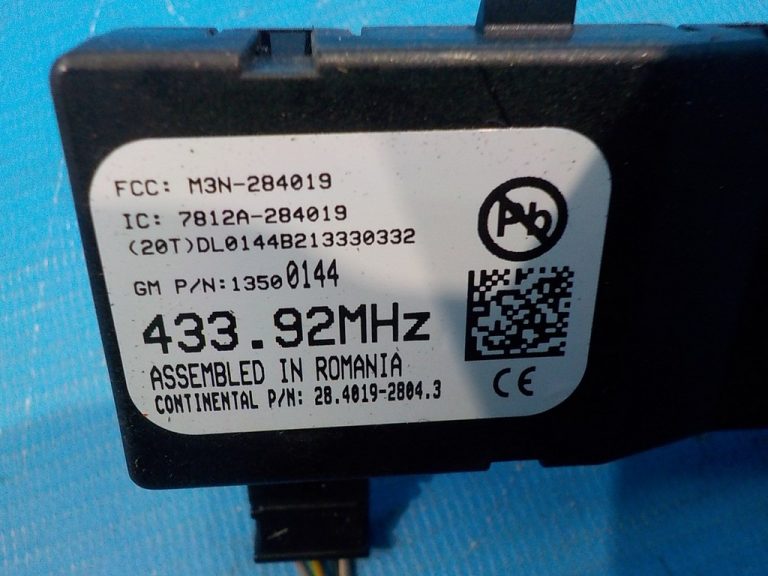 FCC: M3N-284019
IC: 7812A-284019
(20T)DL0144B213330332
GM P/N:13500144
433.92MHz
ASSEMBLED IN ROMANIA
CONTINENTAL P/N: 28.4019-2804.3
Pb
CE